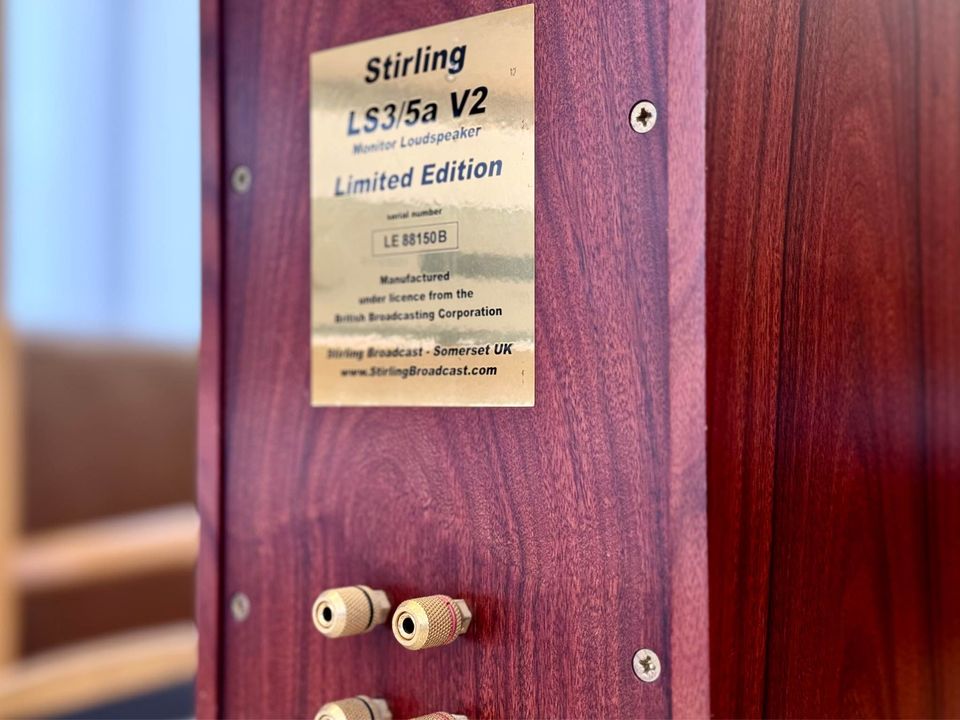 Stirling
LS3/5a V2
Monitor Loudspeaker
Limited Edition
serial number
LE 88150B
Manufactured
under licence from the
British Broadcasting Corporation
Stirling Broadcast - Somerset UK
www.StirlingBroadcast.com